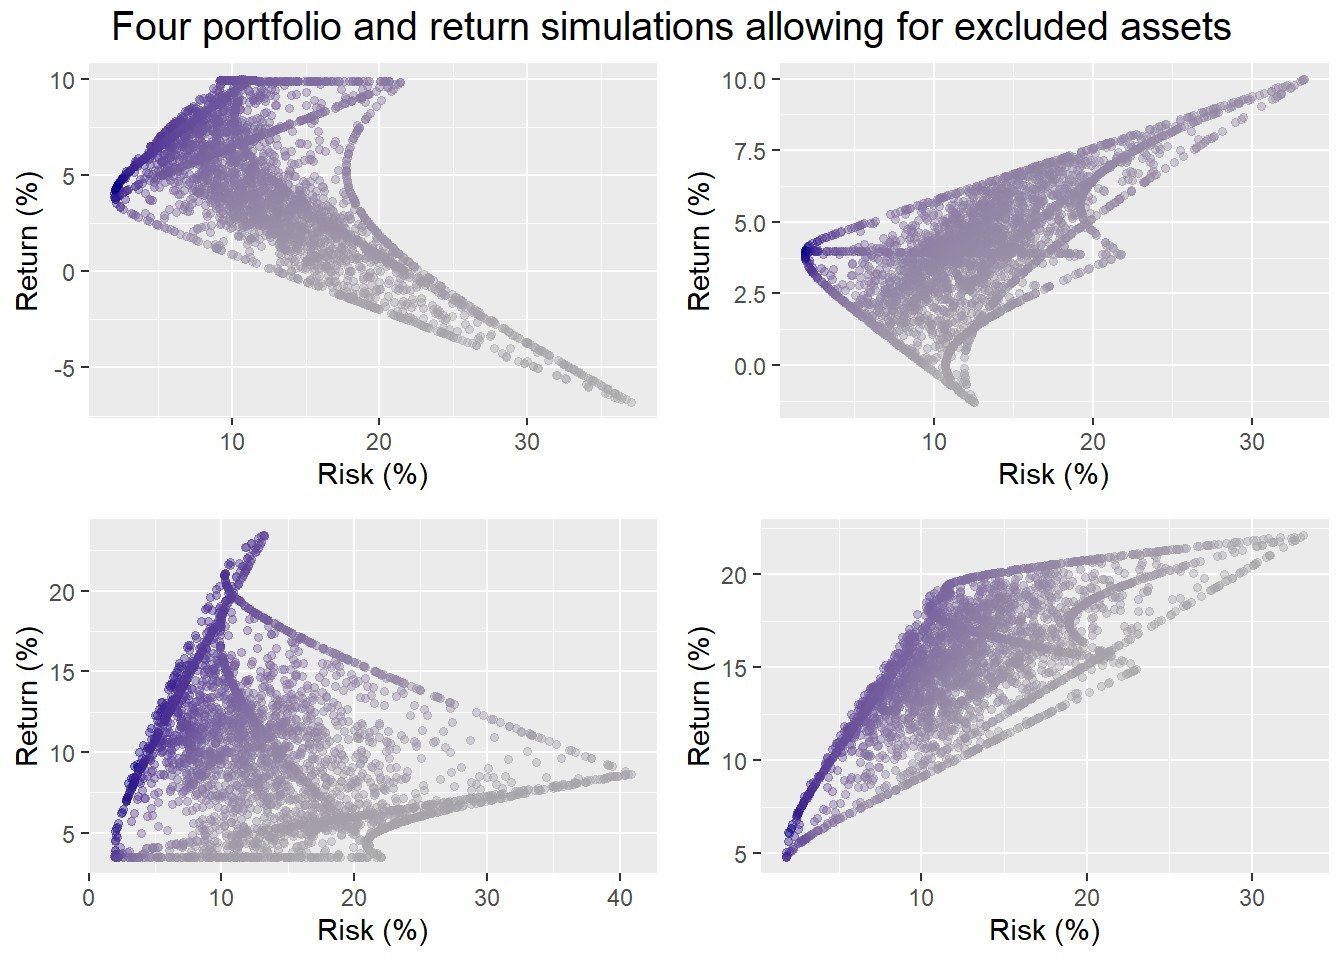 Four portfolio and return simulations allowing for excluded assets
10
5
0
-5
Return (%)
10 20 30
Risk (%)
10.0
7.5
5.0
2.5
0.0
Return (%)
10 20 30
Risk (%)
20
15
10
5
Return (%)
0 10 20 30 40
Risk (%)
20
15
10
5
Return (%)
10 20 30
Risk (%)